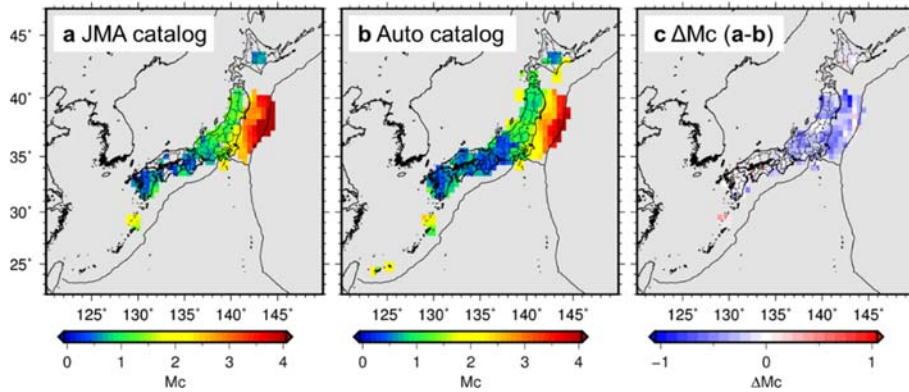 a JMA catalog
b Auto catalog
c ΔMc (a-b)
45°
40°
35°
30°
25°
125° 130° 135° 140° 145°
125° 130° 135° 140° 145°
125° 130° 135° 140° 145°
0 1 2 3 4
Mc
0 1 2 3 4
Mc
−1 0 1
ΔMc